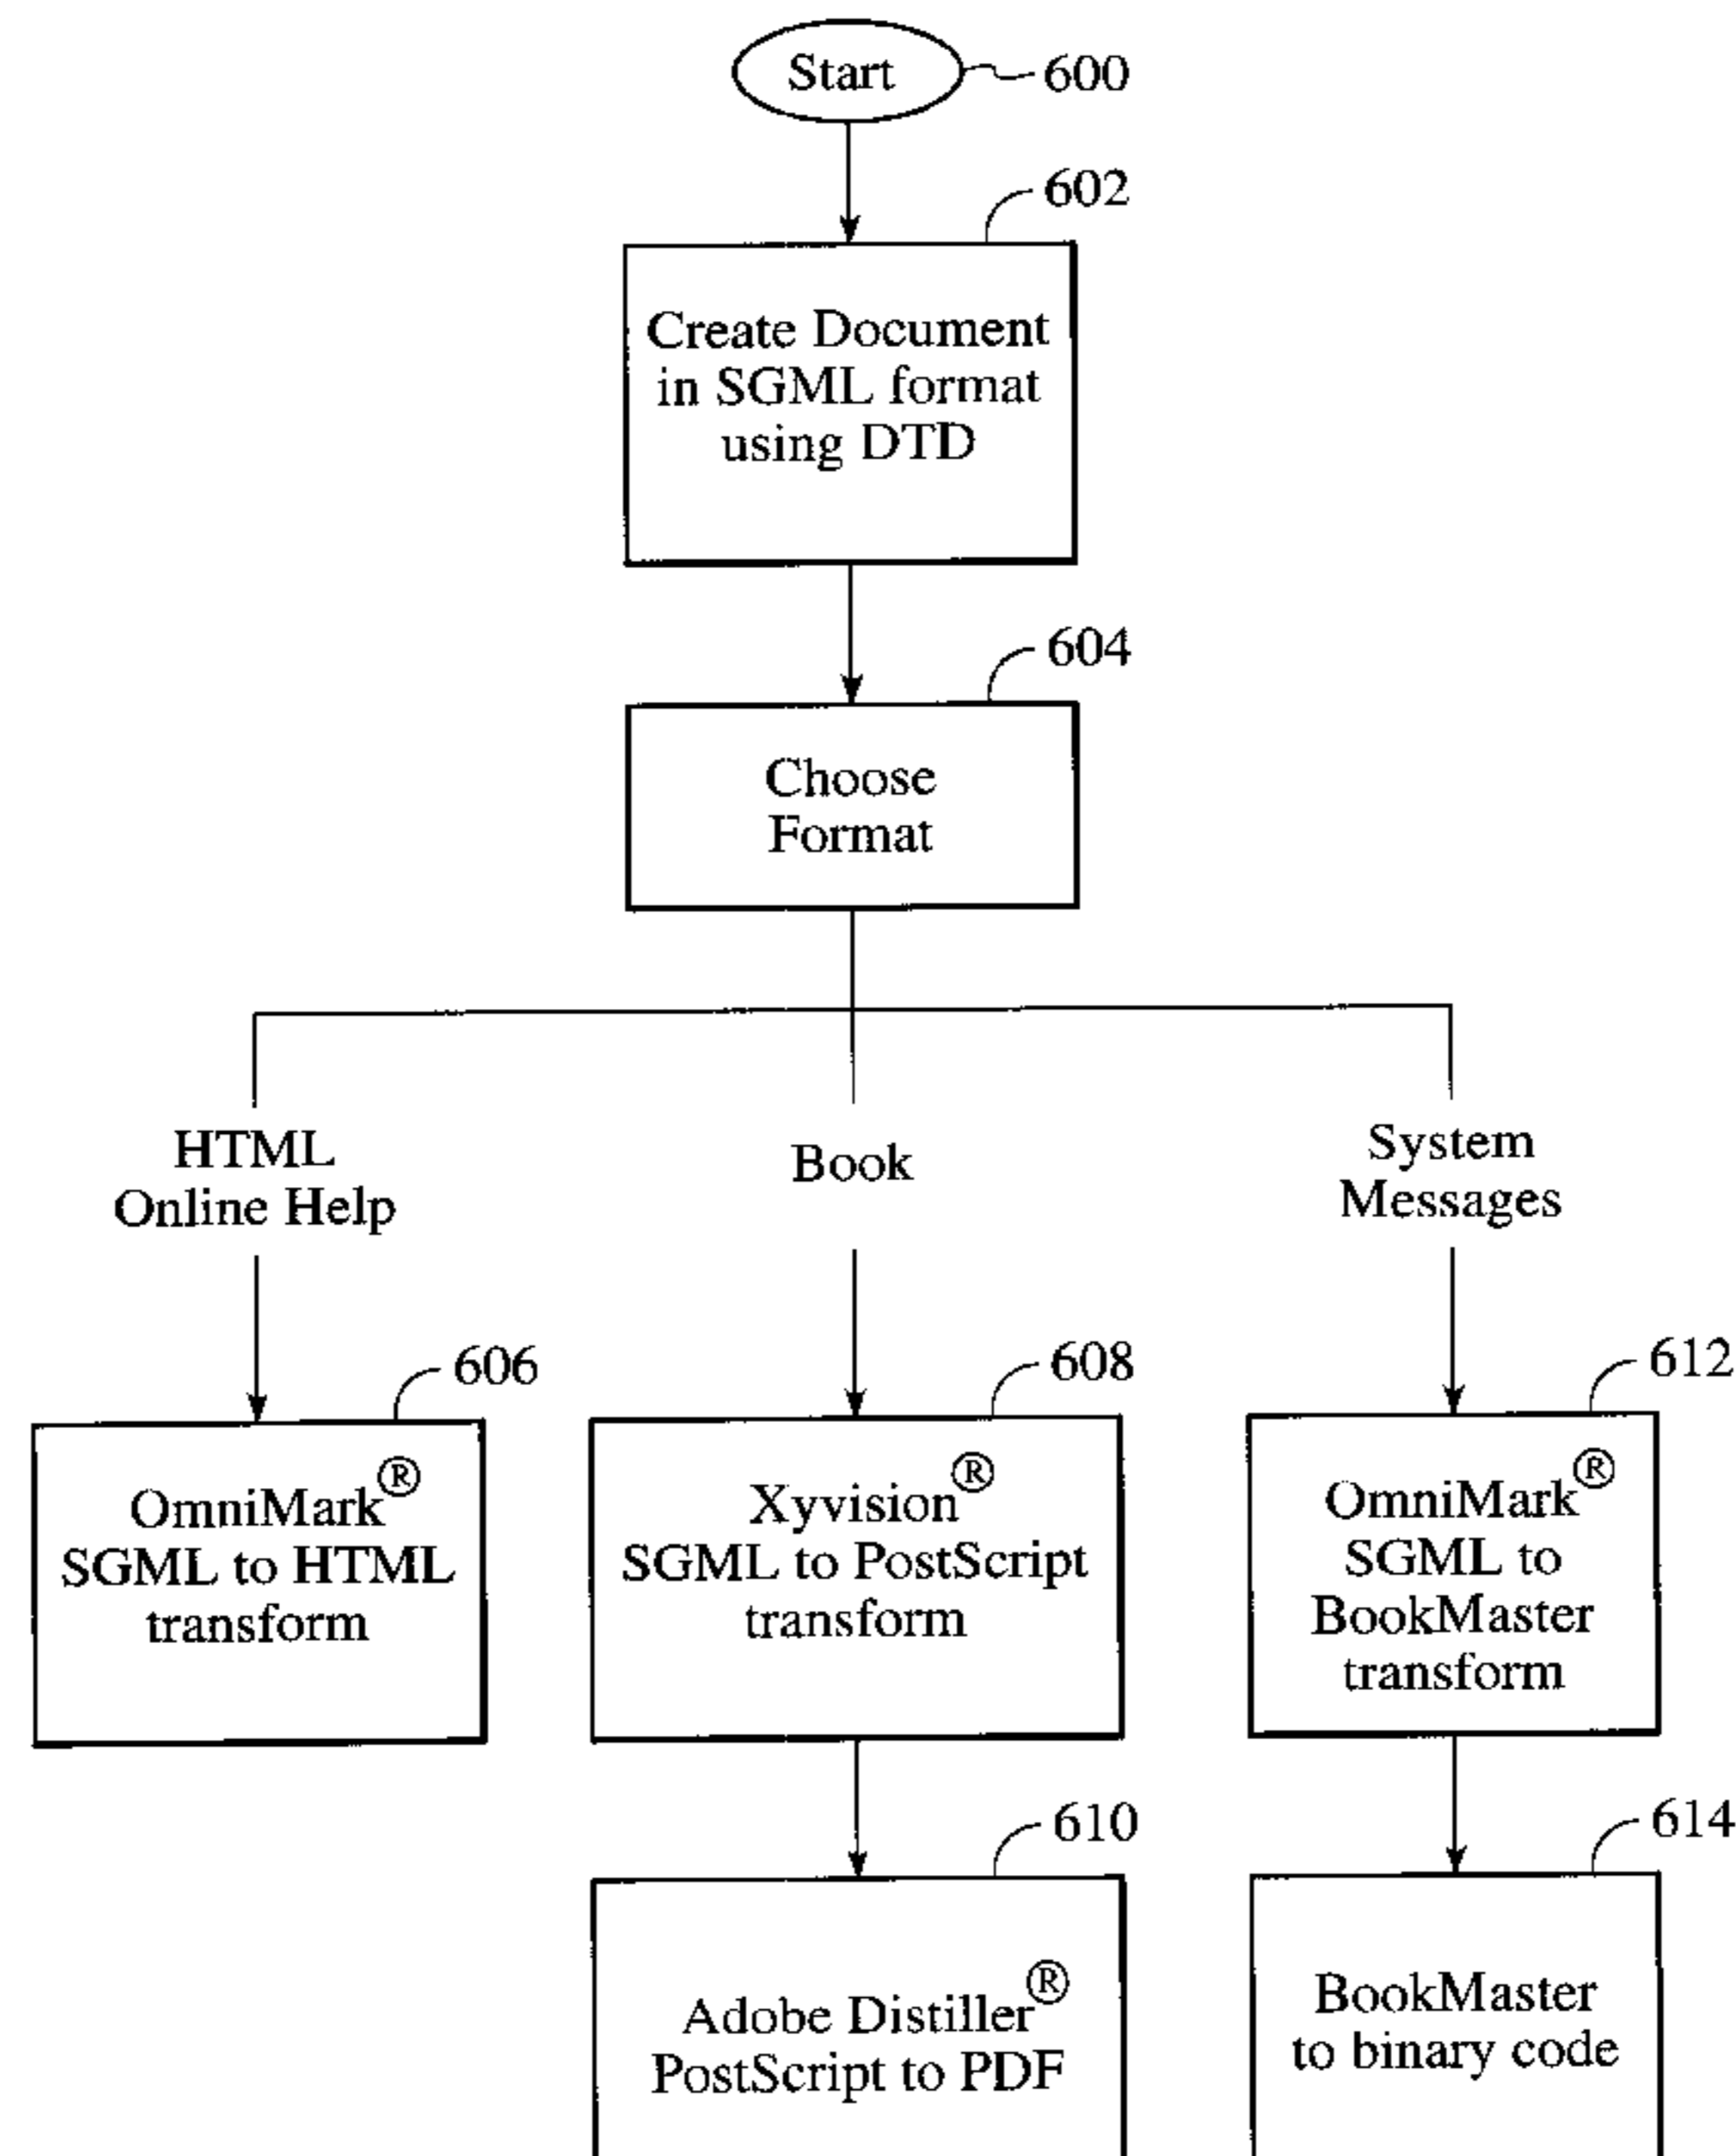 Start
600
602
Create Document
in SGML format
using DTD
604
Choose
Format
HTML
Online Help
Book
System
Messages
606
OmniMark®
SGML to HTML
transform
608
Xyvision®
SGML to PostScript
transform
612
OmniMark®
SGML to
BookMaster
transform
610
Adobe Distiller®
PostScript to PDF
614
BookMaster
to binary code